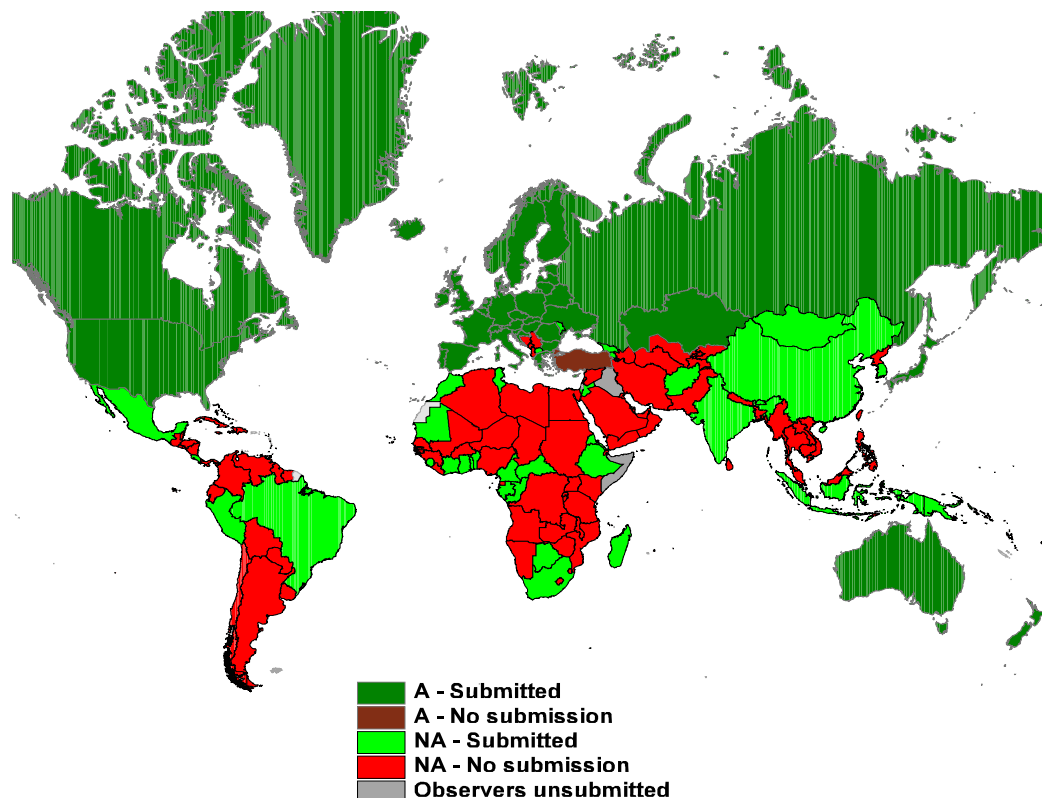 A - Submitted
A - No submission
NA - Submitted
NA - No submission
Observers unsubmitted